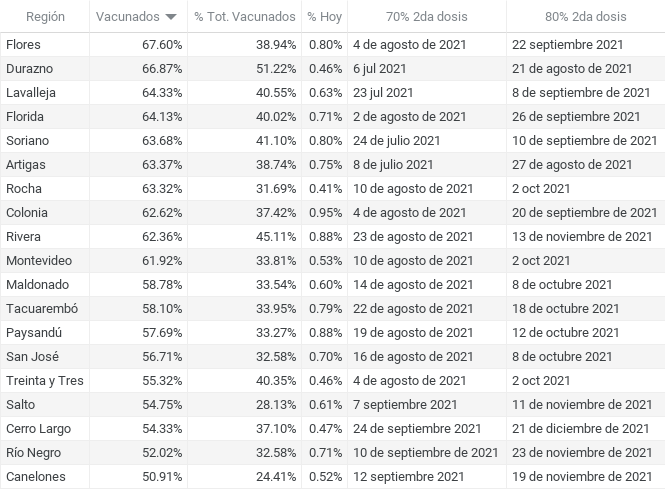 Región Vacunados % Tot. Vacunados % Hoy 70% 2da dosis 80% 2da dosis
Flores 67.60% 38.94% 0.80% 4 de agosto de 2021 22 septiembre 2021
Durazno 66.87% 51.22% 0.46% 6 jul 2021 21 de agosto de 2021
Lavalleja 64.33% 40.55% 0.63% 23 jul 2021 8 de septiembre de 2021
Florida 64.13% 40.02% 0.71% 2 de agosto de 2021 26 septiembre 2021
Soriano 63.68% 41.10% 0.80% 24 de julio 2021 10 de septiembre de 2021
Artigas 63.37% 38.74% 0.75% 8 de julio 2021 27 de agosto de 2021
Rocha 63.32% 31.69% 0.41% 10 de agosto de 2021 2 oct 2021
Colonia 62.62% 37.42% 0.95% 4 de agosto de 2021 20 de septiembre de 2021
Rivera 62.36% 45.11% 0.88% 23 de agosto de 2021 13 de noviembre de 2021
Montevideo 61.92% 33.81% 0.53% 10 de agosto de 2021 2 oct 2021
Maldonado 58.78% 33.54% 0.60% 14 de agosto de 2021 8 de octubre 2021
Tacuarembó 58.10% 33.95% 0.79% 22 de agosto de 2021 18 de octubre 2021
Paysandú 57.69% 33.27% 0.88% 19 de agosto de 2021 12 de octubre 2021
San José 56.71% 32.58% 0.70% 16 de agosto de 2021 8 de octubre 2021
Treinta y Tres 55.32% 40.35% 0.46% 4 de agosto de 2021 2 oct 2021
Salto 54.75% 28.13% 0.61% 7 septiembre 2021 11 de noviembre de 2021
Cerro Largo 54.33% 37.10% 0.47% 24 de septiembre 2021 21 de diciembre de 2021
Río Negro 52.02% 32.58% 0.71% 10 de septiembre de 2021 23 de noviembre de 2021
Canelones 50.91% 24.41% 0.52% 12 septiembre 2021 19 de noviembre de 2021